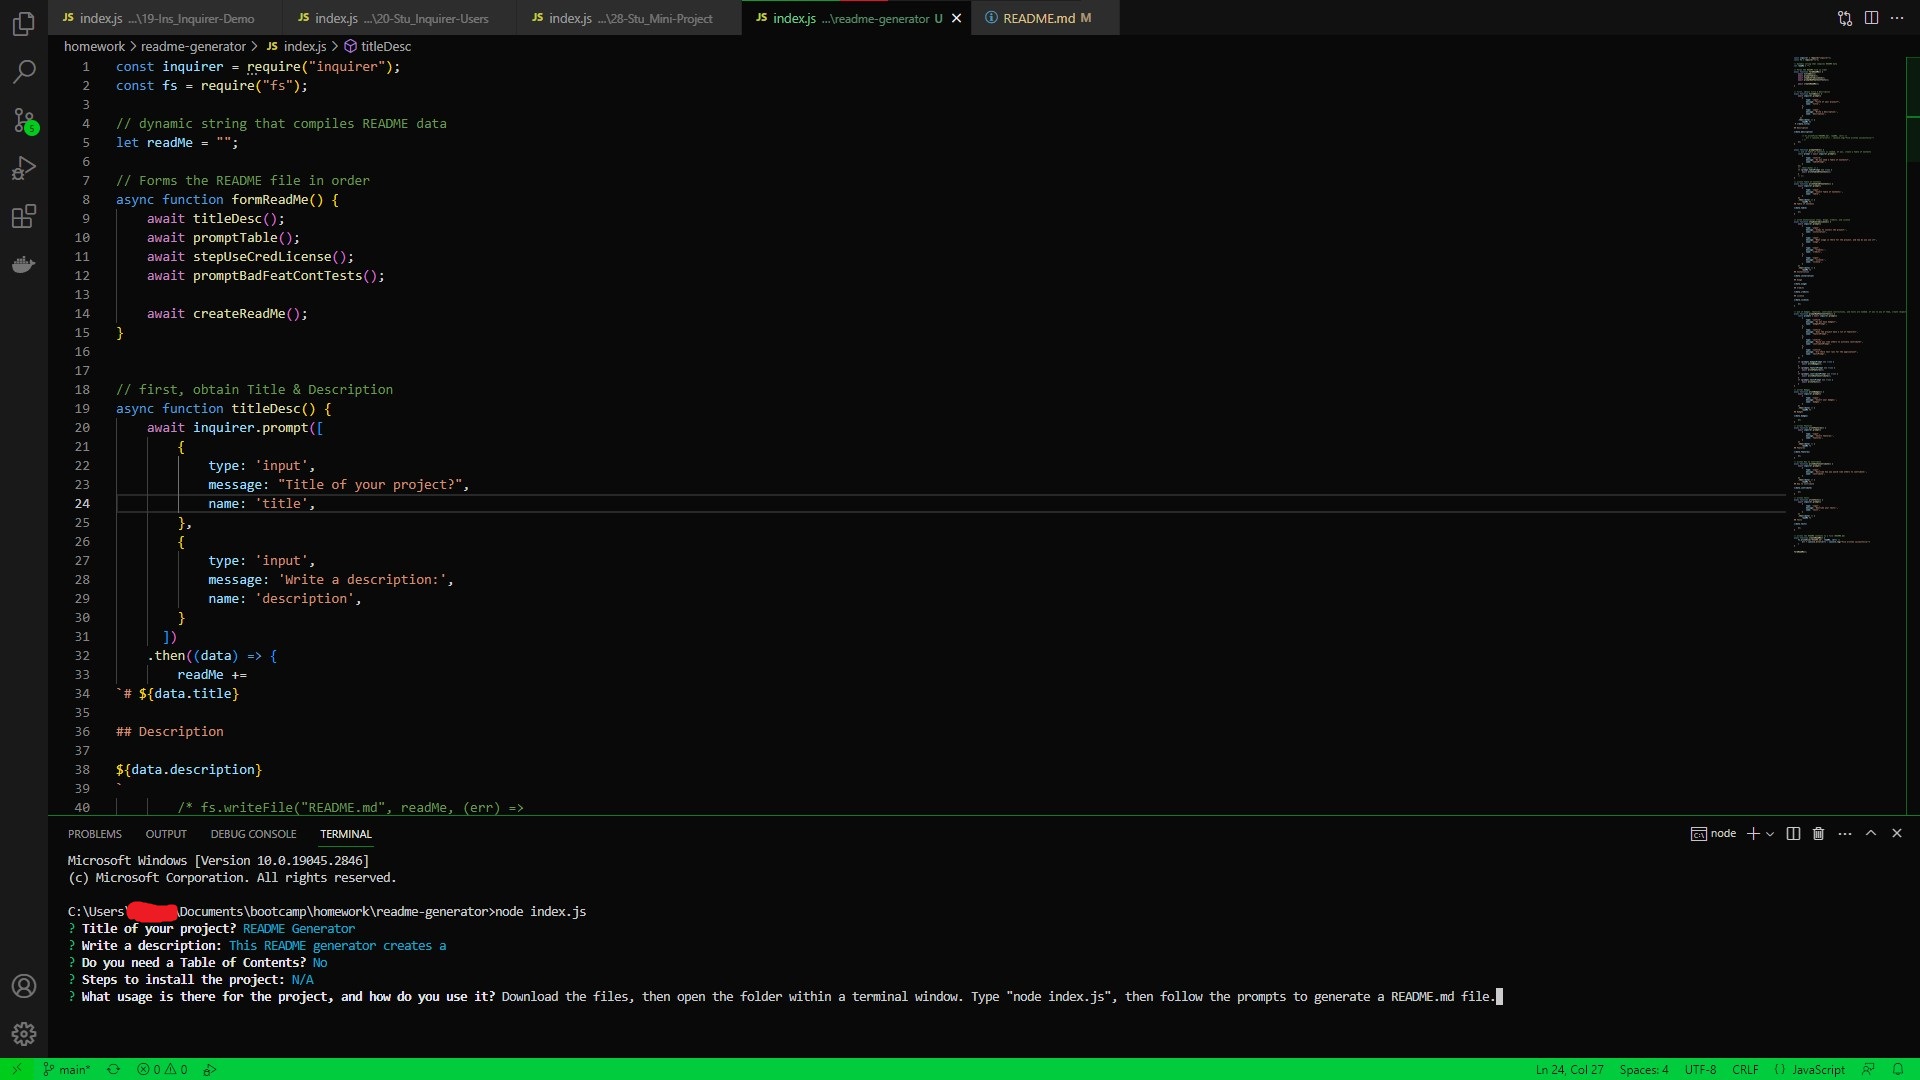 JS index.js ...\19-Ins_Inquirer-Demo JS index.js ...\20-Stu_Inquirer-Users JS index.js ...\28-Stu_Mini-Project JS index.js ...\readme-generator U README.md M
homework > readme-generator > JS index.js > titleDesc
1 const inquirer = require("inquirer");
2 const fs = require("fs");
3
4 // dynamic string that compiles README data
5 let readMe = "";
6
7 // Forms the README file in order
8 async function formReadMe() {
9 await titleDesc();
10 await promptTable();
11 await stepUseCredLicense();
12 await promptBadFeatContTests();
13
14 await createReadMe();
15 }
16
17
18 // first, obtain Title & Description
19 async function titleDesc() {
20 await inquirer.prompt([
21 {
22 type: 'input',
23 message: "Title of your project?",
24 name: 'title',
25 },
26 {
27 type: 'input',
28 message: 'Write a description:',
29 name: 'description',
30 }
31 ])
32 .then((data) => {
33 readMe +=
34 `# ${data.title}
35
36 ## Description
37
38 ${data.description}
39 `
40 /* fs.writeFile("README.md", readMe, (err) =>
5
PROBLEMS OUTPUT DEBUG CONSOLE TERMINAL node
Microsoft Windows [Version 10.0.19045.2846]
(c) Microsoft Corporation. All rights reserved.
C:\Users\ \Documents\bootcamp\homework\readme-generator>node index.js
? Title of your project? README Generator
? Write a description: This README generator creates a
? Do you need a Table of Contents? No
? Steps to install the project: N/A
? What usage is there for the project, and how do you use it? Download the files, then open the folder within a terminal window. Type "node index.js", then follow the prompts to generate a README.md file.
main* 0 0 Ln 24, Col 27 Spaces: 4 UTF-8 CRLF {} JavaScript